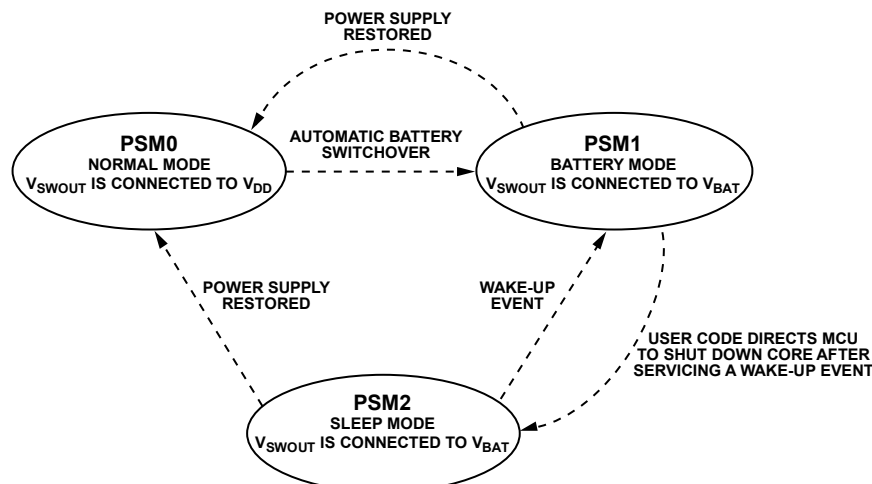 POWER SUPPLY
RESTORED
PSM0
NORMAL MODE
VSWOUT IS CONNECTED TO VDD
AUTOMATIC BATTERY
SWITCHOVER
PSM1
BATTERY MODE
VSWOUT IS CONNECTED TO VBAT
POWER SUPPLY
RESTORED
WAKE-UP
EVENT
USER CODE DIRECTS MCU
TO SHUT DOWN CORE AFTER
SERVICING A WAKE-UP EVENT
PSM2
SLEEP MODE
VSWOUT IS CONNECTED TO VBAT